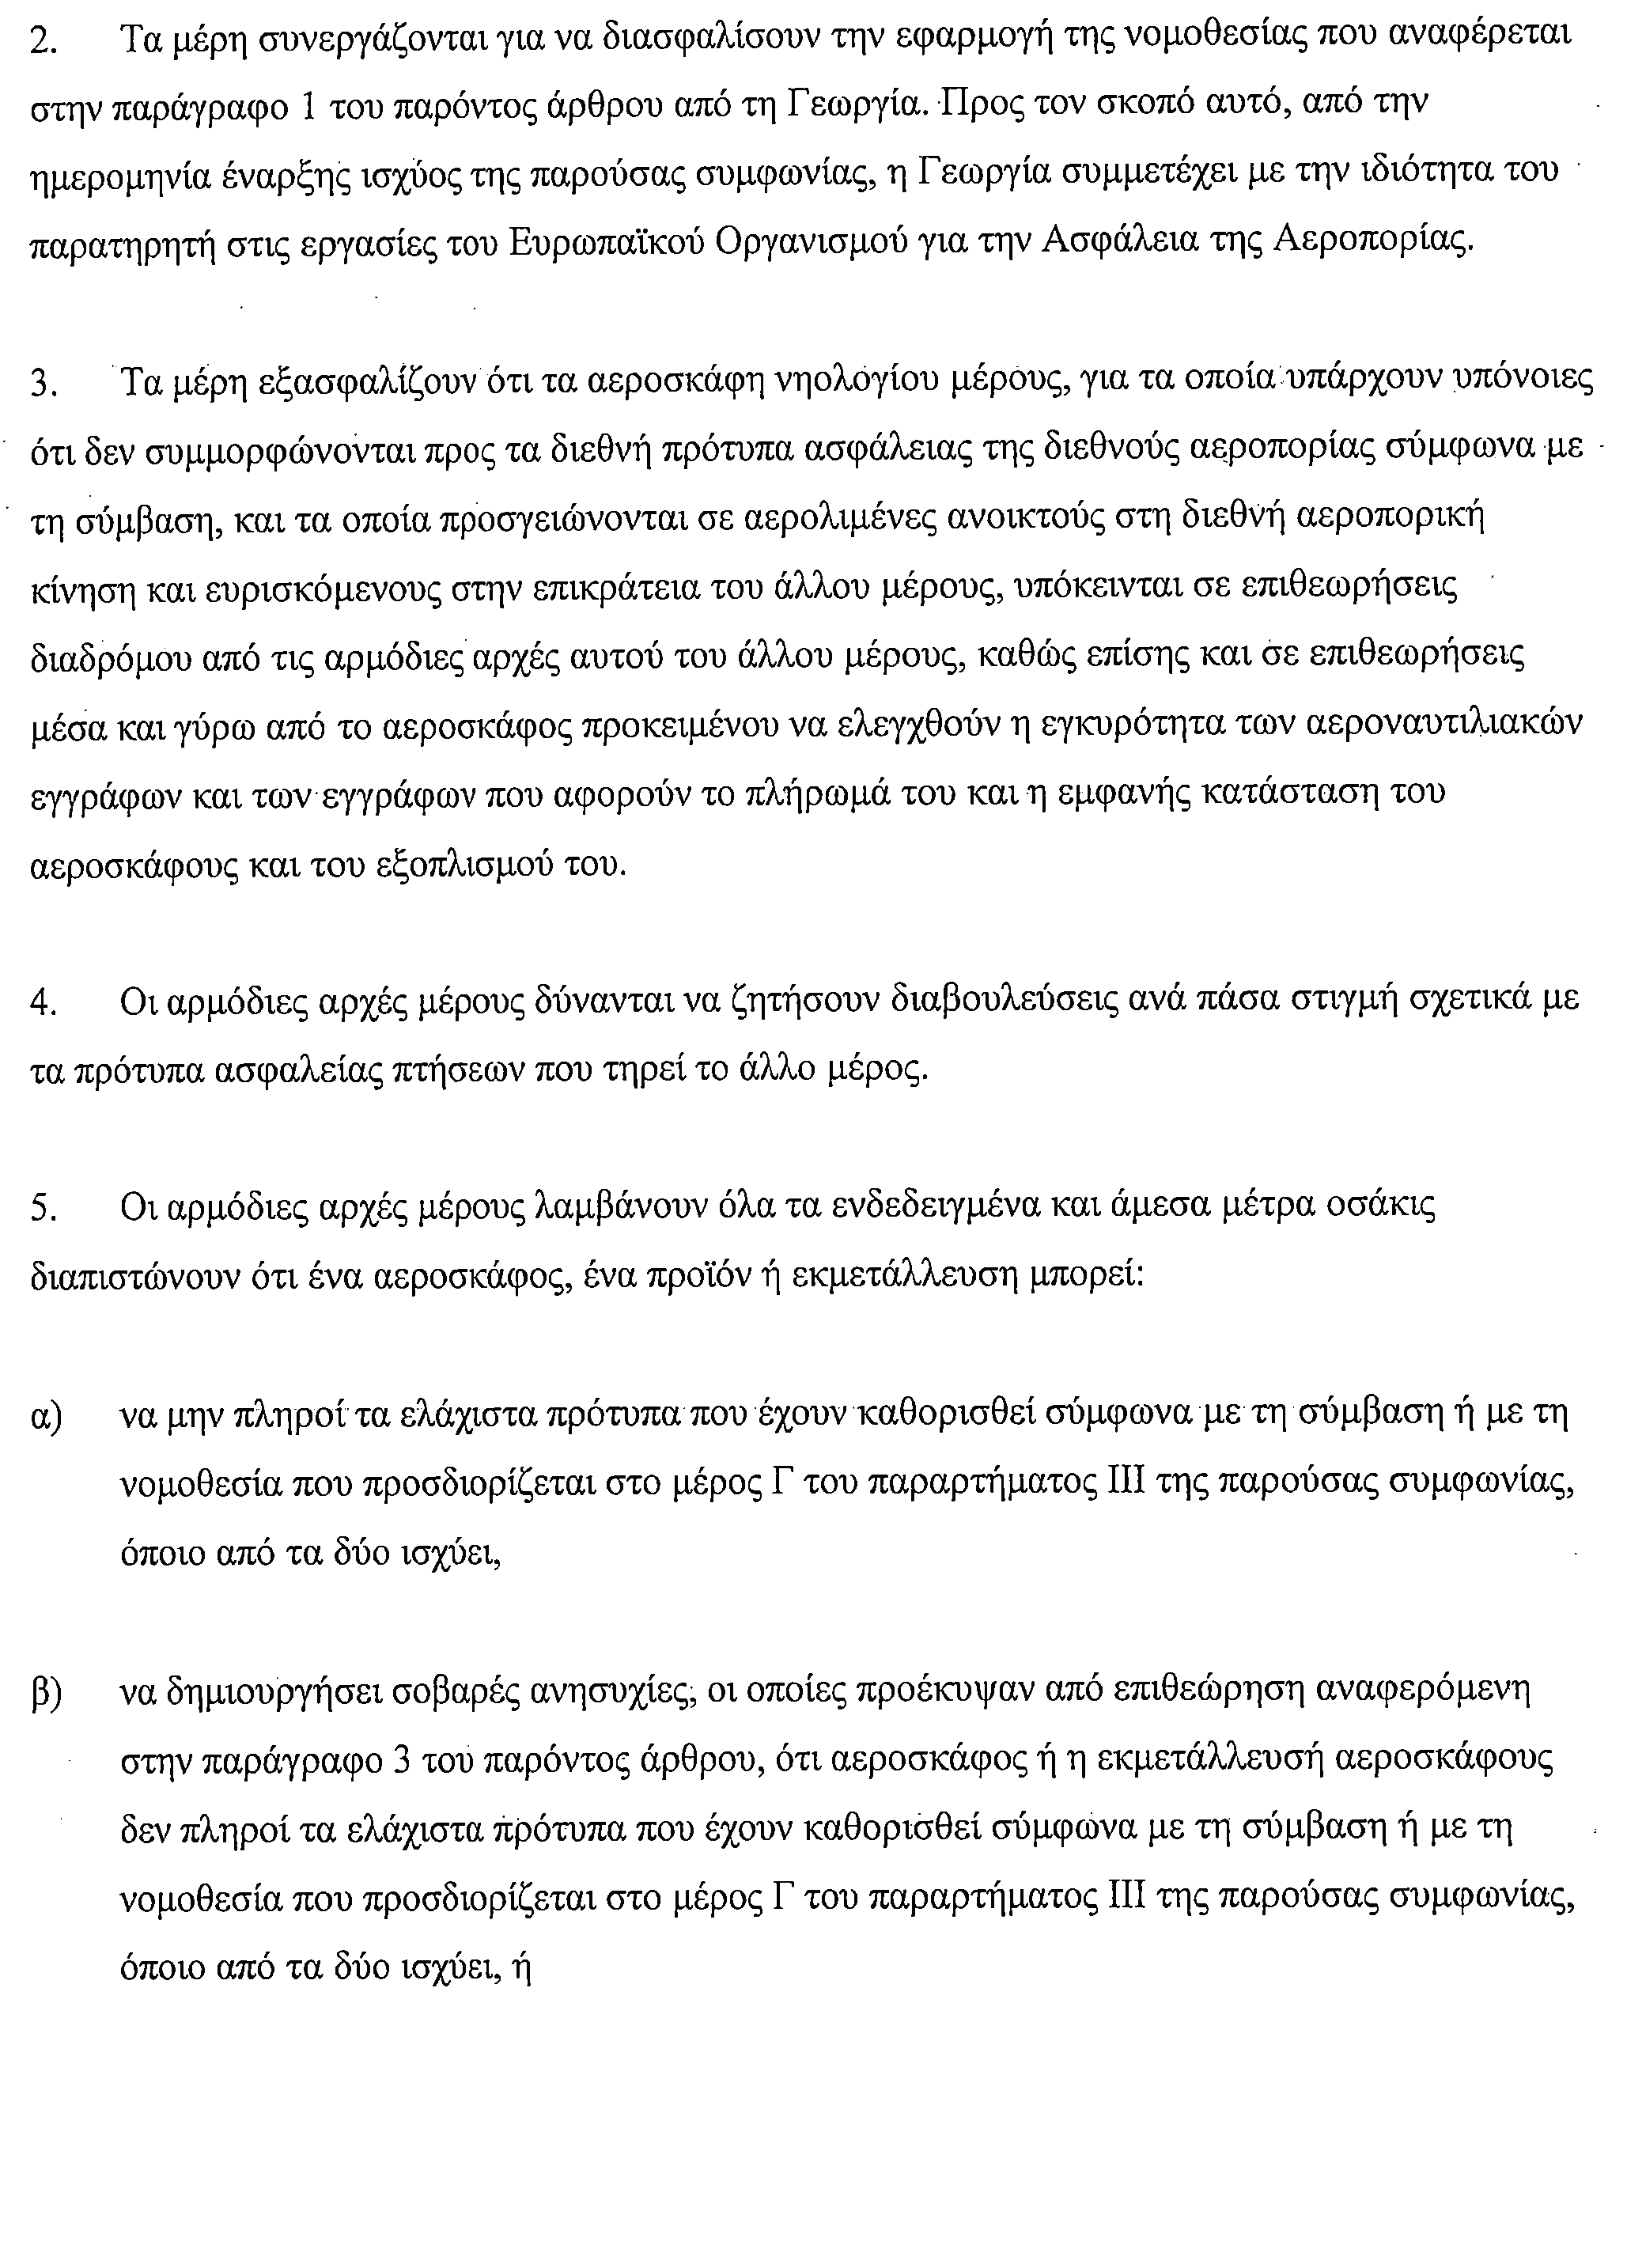 2. Τα μέρη συνεργάζονται για να διασφαλίσουν την εφαρμογή της νομοθεσίας που αναφέρεται
στην παράγραφο 1 του παρόντος άρθρου από τη Γεωργία. Προς τον σκοπό αυτό, από την
ημερομηνία έναρξης ισχύος της παρούσας συμφωνίας, η Γεωργία συμμετέχει με την ιδιότητα του
παρατηρητή στις εργασίες του Ευρωπαϊκού Οργανισμού για την Ασφάλεια της Αεροπορίας.
3. Τα μέρη εξασφαλίζουν ότι τα αεροσκάφη νηολογίου μέρους, για τα οποία υπάρχουν υπόνοιες
ότι δεν συμμορφώνονται προς τα διεθνή πρότυπα ασφάλειας της διεθνούς αεροπορίας σύμφωνα με
τη σύμβαση, και τα οποία προσγειώνονται σε αερολιμένες ανοικτούς στη διεθνή αεροπορική
κίνηση και ευρισκόμενους στην επικράτεια του άλλου μέρους, υπόκεινται σε επιθεωρήσεις
διαδρόμου από τις αρμόδιες αρχές αυτού του άλλου μέρους, καθώς επίσης και σε επιθεωρήσεις
μέσα και γύρω από το αεροσκάφος προκειμένου να ελεγχθούν η εγκυρότητα των αεροναυτιλιακών
εγγράφων και των εγγράφων που αφορούν το πλήρωμά του και η εμφανής κατάσταση του
αεροσκάφους και του εξοπλισμού του.
4. Οι αρμόδιες αρχές μέρους δύνανται να ζητήσουν διαβουλεύσεις ανά πάσα στιγμή σχετικά με
τα πρότυπα ασφαλείας πτήσεων που τηρεί το άλλο μέρος.
5. Οι αρμόδιες αρχές μέρους λαμβάνουν όλα τα ενδεδειγμένα και άμεσα μέτρα οσάκις
διαπιστώνουν ότι ένα αεροσκάφος, ένα προϊόν ή εκμετάλλευση μπορεί:
α) να μην πληροί τα ελάχιστα πρότυπα που έχουν καθορισθεί σύμφωνα με τη σύμβαση ή με τη
νομοθεσία που προσδιορίζεται στο μέρος Γ του παραρτήματος III της παρούσας συμφωνίας,
όποιο από τα δύο ισχύει,
β) να δημιουργήσει σοβαρές ανησυχίες, οι οποίες προέκυψαν από επιθεώρηση αναφερόμενη
στην παράγραφο 3 του παρόντος άρθρου, ότι αεροσκάφος ή η εκμετάλλευσή αεροσκάφους
δεν πληροί τα ελάχιστα πρότυπα που έχουν καθορισθεί σύμφωνα με τη σύμβαση ή με τη
νομοθεσία που προσδιορίζεται στο μέρος Γ του παραρτήματος III της παρούσας συμφωνίας,
όποιο από τα δύο ισχύει, ή